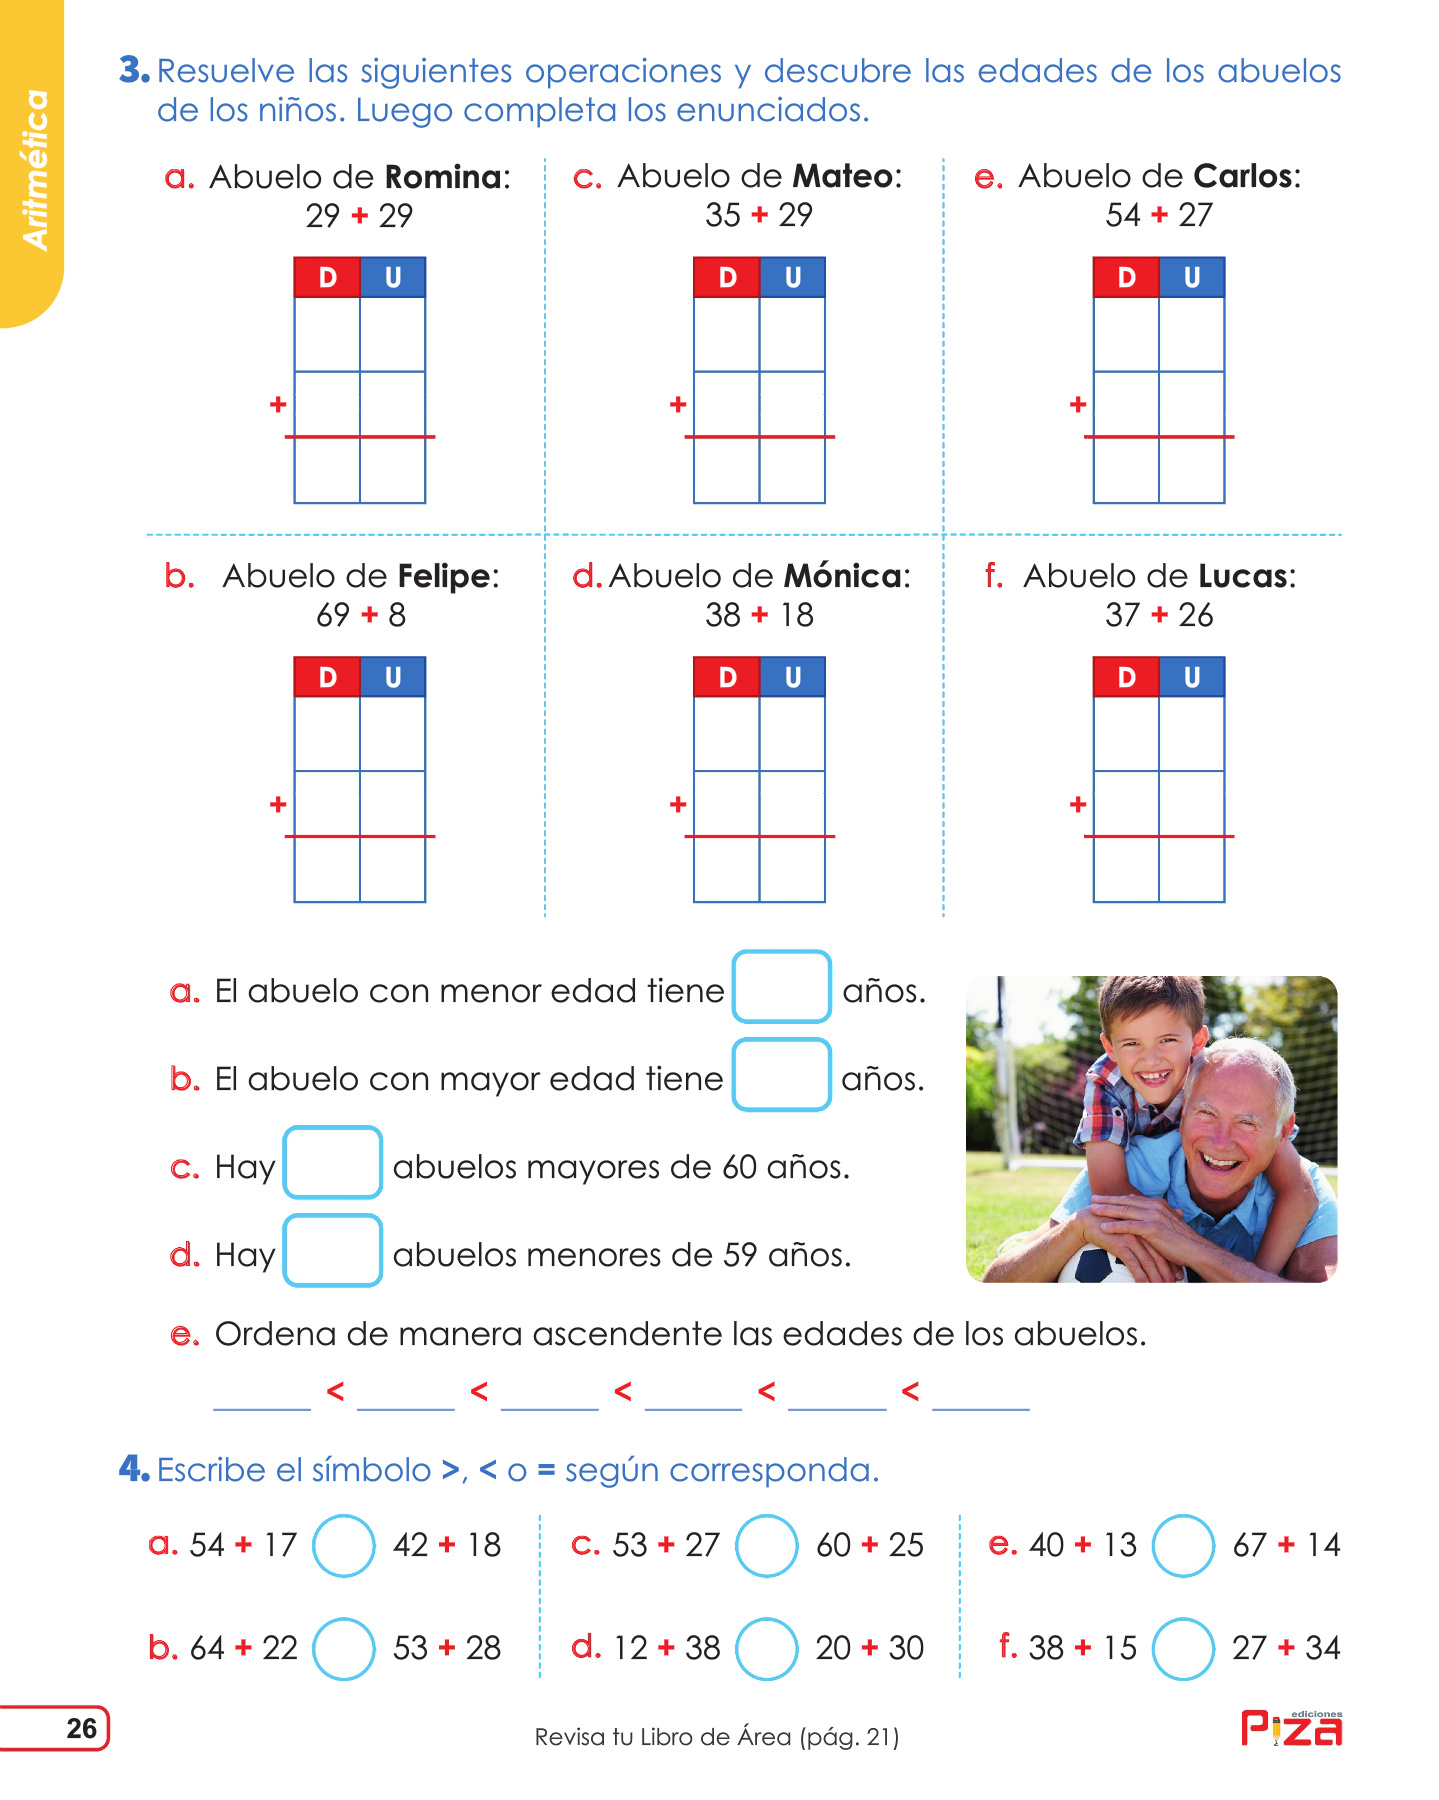 Aritmética
3. Resuelve las siguientes operaciones y descubre las edades de los abuelos
de los niños. Luego completa los enunciados.
a. Abuelo de Romina:
29 + 29
D U
+
c. Abuelo de Mateo:
35 + 29
D U
+
e. Abuelo de Carlos:
54 + 27
D U
+
b. Abuelo de Felipe:
69 + 8
D U
+
d. Abuelo de Mónica:
38 + 18
D U
+
f. Abuelo de Lucas:
37 + 26
D U
+
a. El abuelo con menor edad tiene años.
b. El abuelo con mayor edad tiene años.
c. Hay abuelos mayores de 60 años.
d. Hay abuelos menores de 59 años.
e. Ordena de manera ascendente las edades de los abuelos.
_____ < _____ < _____ < _____ < _____ < _____
4. Escribe el símbolo >, < o = según corresponda.
a. 54 + 17 42 + 18
c. 53 + 27 60 + 25
e. 40 + 13 67 + 14
b. 64 + 22 53 + 28
d. 12 + 38 20 + 30
f. 38 + 15 27 + 34
26
Revisa tu Libro de Área (pág. 21)
ediciones
Piza